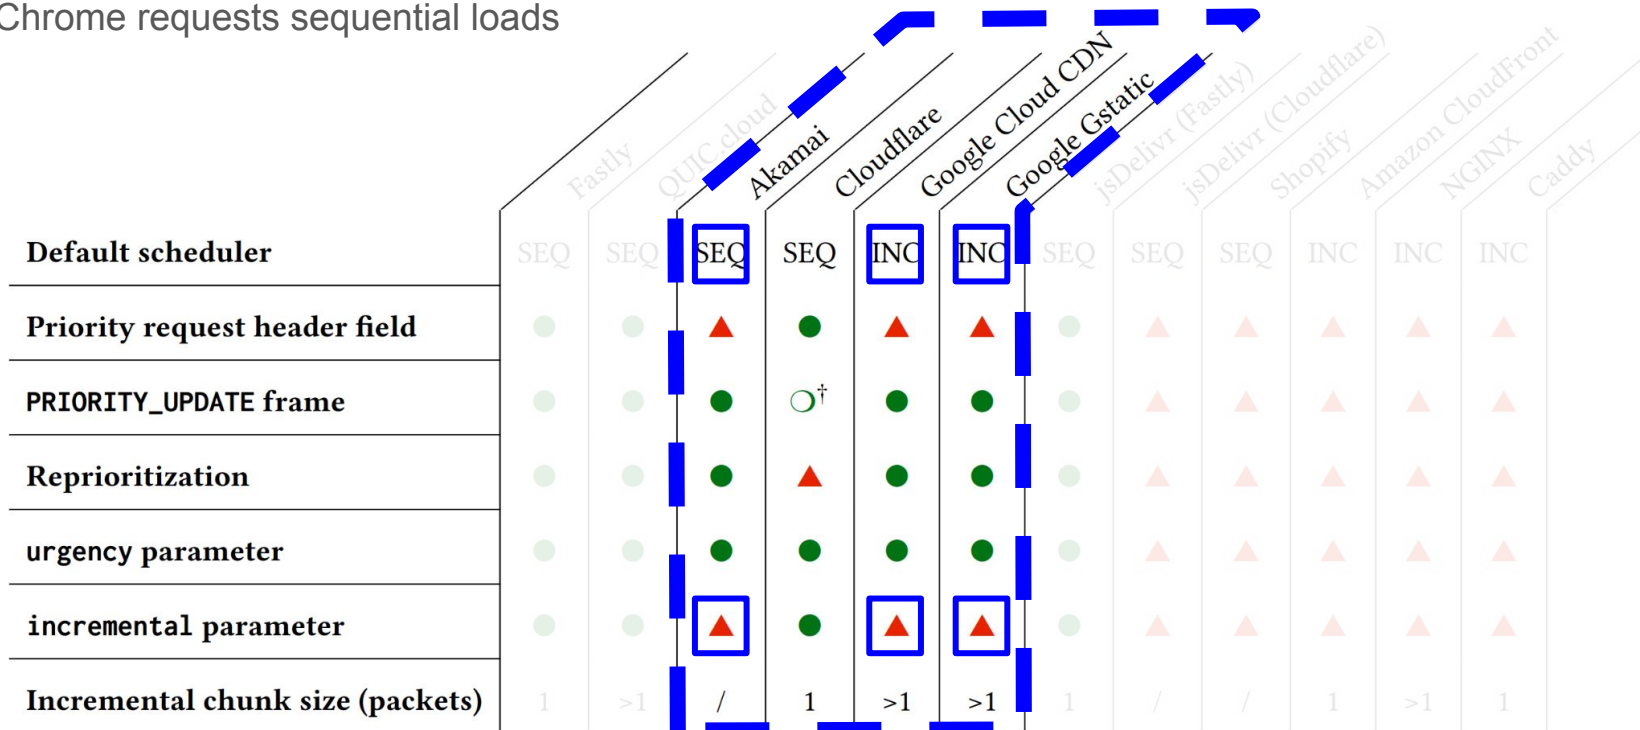 Chrome requests sequential loads
Fastly
QUIC.cloud
Akamai
Cloudflare
Google Cloud CDN
Google Gstatic
jsDelivr (Fastly)
jsDelivr (Cloudflare)
Shopify
Amazon CloudFront
NGINX
Caddy
Default scheduler SEQ SEQ SEQ SEQ INC INC SEQ SEQ SEQ INC INC INC
Priority request header field
PRIORITY_UPDATE frame †
Reprioritization
urgency parameter
incremental parameter
Incremental chunk size (packets) 1 >1 / 1 >1 >1 1 / / 1 >1 1